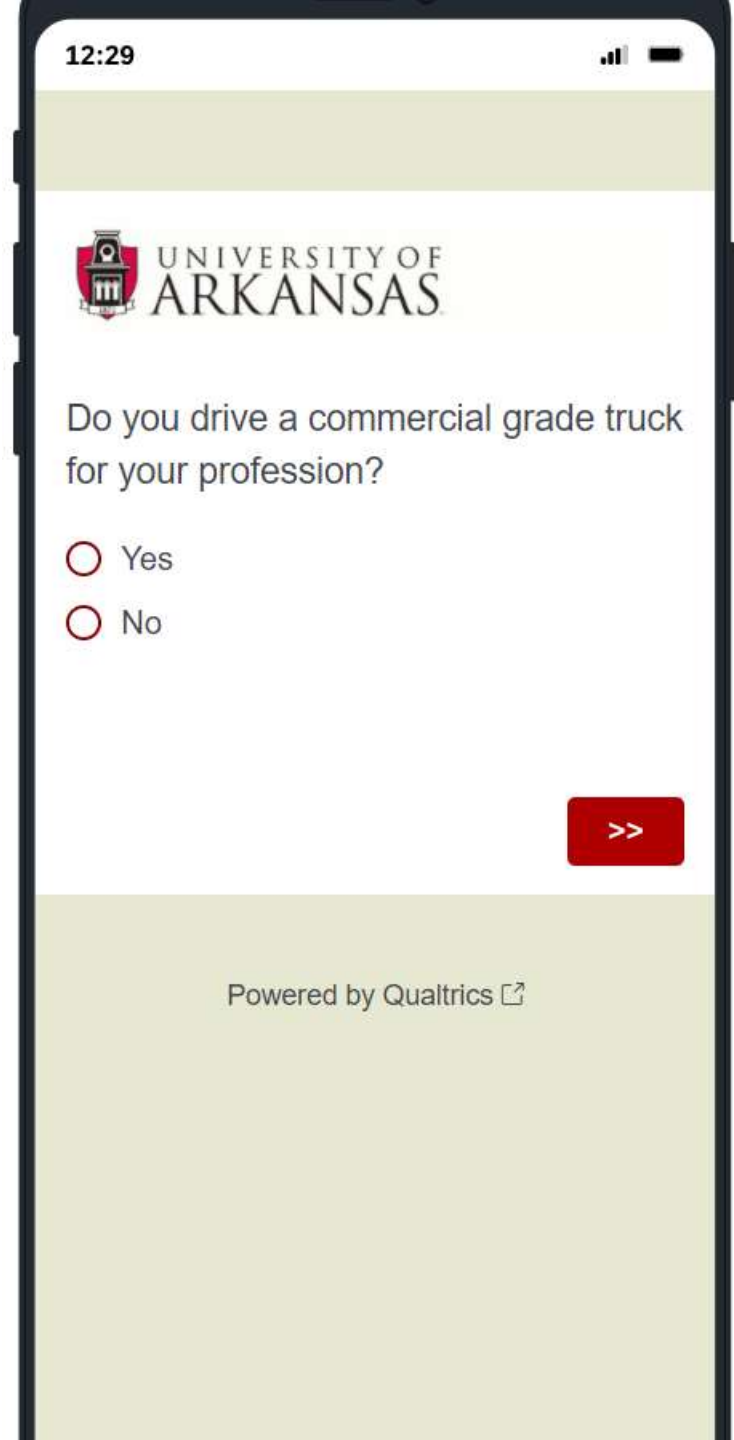 12:29
UNIVERSITY OF
ARKANSAS
Do you drive a commercial grade truck
for your profession?
Yes
No
>>
Powered by Qualtrics